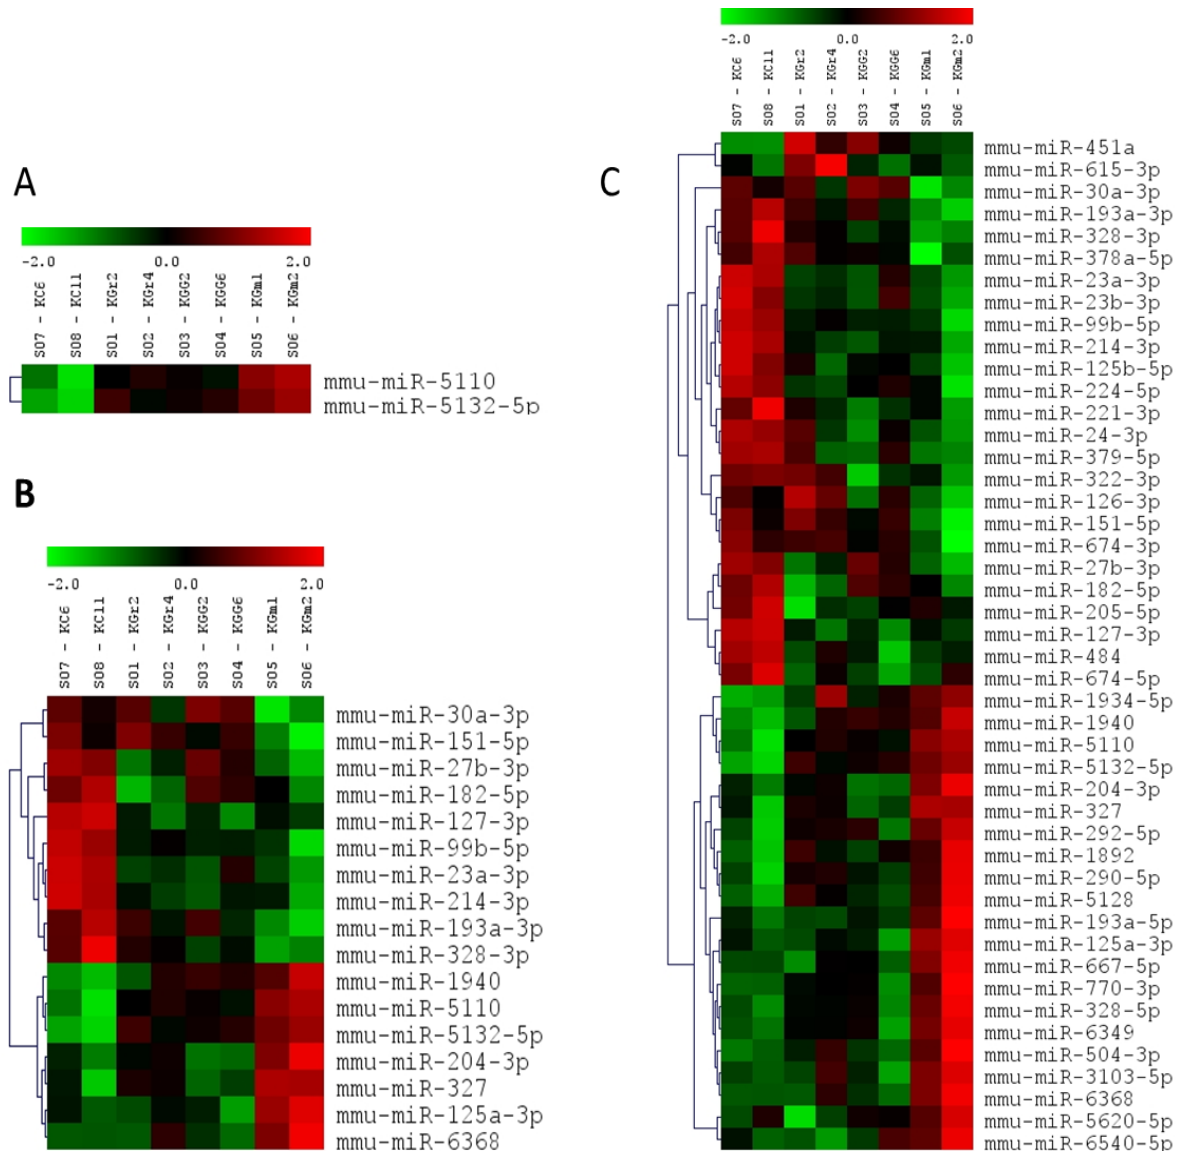 A
-2.0 0.0 2.0
S07 - KC6
S08 - KC11
S01 - KGr2
S02 - KGr4
S03 - KGG2
S04 - KGG6
S05 - KGm1
S06 - KGm2
mmu-miR-5110
mmu-miR-5132-5p
B
-2.0 0.0 2.0
S07 - KC6
S08 - KC11
S01 - KGr2
S02 - KGr4
S03 - KGG2
S04 - KGG6
S05 - KGm1
S06 - KGm2
mmu-miR-30a-3p
mmu-miR-151-5p
mmu-miR-27b-3p
mmu-miR-182-5p
mmu-miR-127-3p
mmu-miR-99b-5p
mmu-miR-23a-3p
mmu-miR-214-3p
mmu-miR-193a-3p
mmu-miR-328-3p
mmu-miR-1940
mmu-miR-5110
mmu-miR-5132-5p
mmu-miR-204-3p
mmu-miR-327
mmu-miR-125a-3p
mmu-miR-6368
C
-2.0 0.0 2.0
S07 - KC6
S08 - KC11
S01 - KGr2
S02 - KGr4
S03 - KGG2
S04 - KGG6
S05 - KGm1
S06 - KGm2
mmu-miR-451a
mmu-miR-615-3p
mmu-miR-30a-3p
mmu-miR-193a-3p
mmu-miR-328-3p
mmu-miR-378a-5p
mmu-miR-23a-3p
mmu-miR-23b-3p
mmu-miR-99b-5p
mmu-miR-214-3p
mmu-miR-125b-5p
mmu-miR-224-5p
mmu-miR-221-3p
mmu-miR-24-3p
mmu-miR-379-5p
mmu-miR-322-3p
mmu-miR-126-3p
mmu-miR-151-5p
mmu-miR-674-3p
mmu-miR-27b-3p
mmu-miR-182-5p
mmu-miR-205-5p
mmu-miR-127-3p
mmu-miR-484
mmu-miR-674-5p
mmu-miR-1934-5p
mmu-miR-1940
mmu-miR-5110
mmu-miR-5132-5p
mmu-miR-204-3p
mmu-miR-327
mmu-miR-292-5p
mmu-miR-1892
mmu-miR-290-5p
mmu-miR-5128
mmu-miR-193a-5p
mmu-miR-125a-3p
mmu-miR-667-5p
mmu-miR-770-3p
mmu-miR-328-5p
mmu-miR-6349
mmu-miR-504-3p
mmu-miR-3103-5p
mmu-miR-6368
mmu-miR-5620-5p
mmu-miR-6540-5p